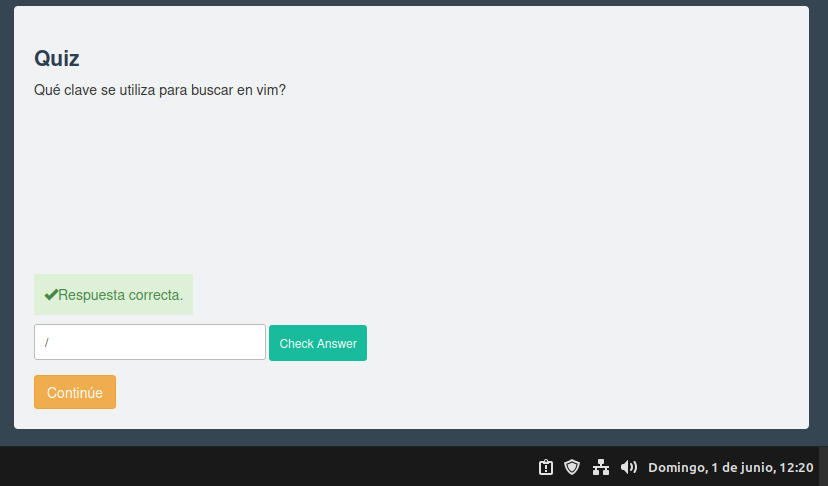 Quiz
Qué clave se utiliza para buscar en vim?
Respuesta correcta.
/
Check Answer
Continúe
Domingo, 1 de junio, 12:20